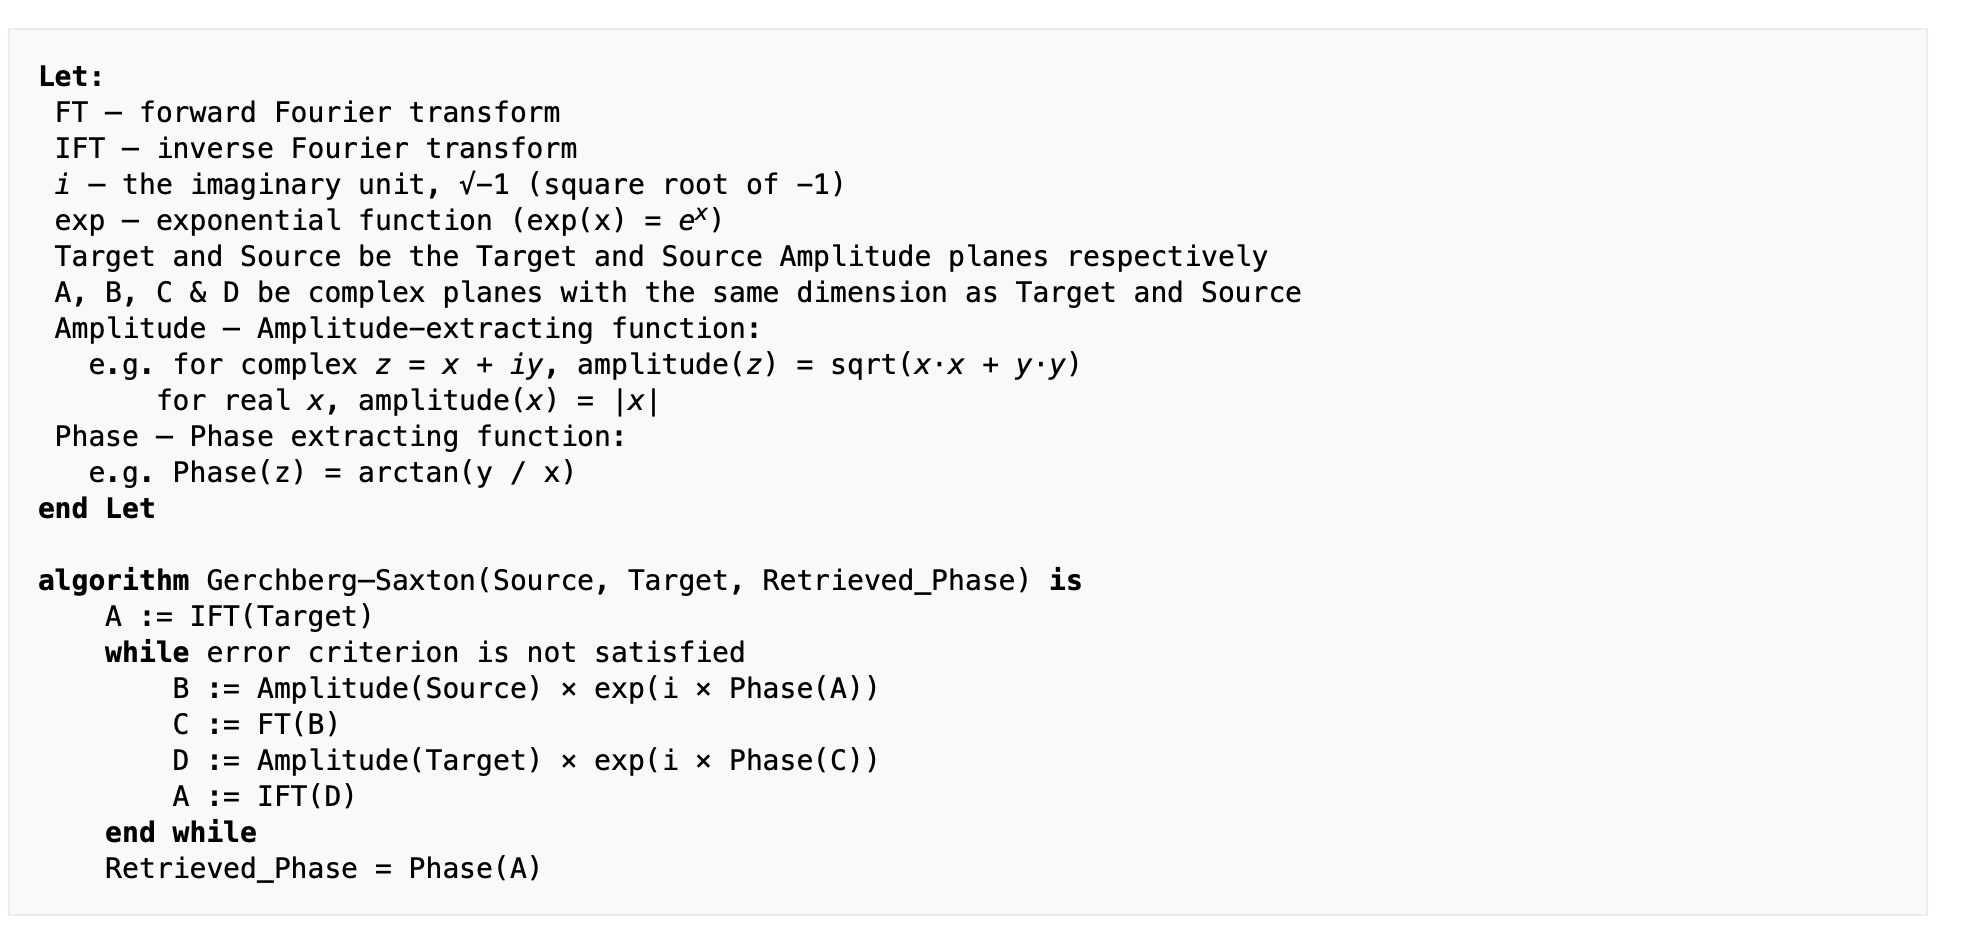 Let:
FT – forward Fourier transform
IFT – inverse Fourier transform
i – the imaginary unit, √−1 (square root of −1)
exp – exponential function (exp(x) = eˣ)
Target and Source be the Target and Source Amplitude planes respectively
A, B, C & D be complex planes with the same dimension as Target and Source
Amplitude – Amplitude-extracting function:
e.g. for complex z = x + iy, amplitude(z) = sqrt(x·x + y·y)
for real x, amplitude(x) = |x|
Phase – Phase extracting function:
e.g. Phase(z) = arctan(y / x)
end Let

algorithm Gerchberg–Saxton(Source, Target, Retrieved_Phase) is
A := IFT(Target)
while error criterion is not satisfied
B := Amplitude(Source) × exp(i × Phase(A))
C := FT(B)
D := Amplitude(Target) × exp(i × Phase(C))
A := IFT(D)
end while
Retrieved_Phase = Phase(A)